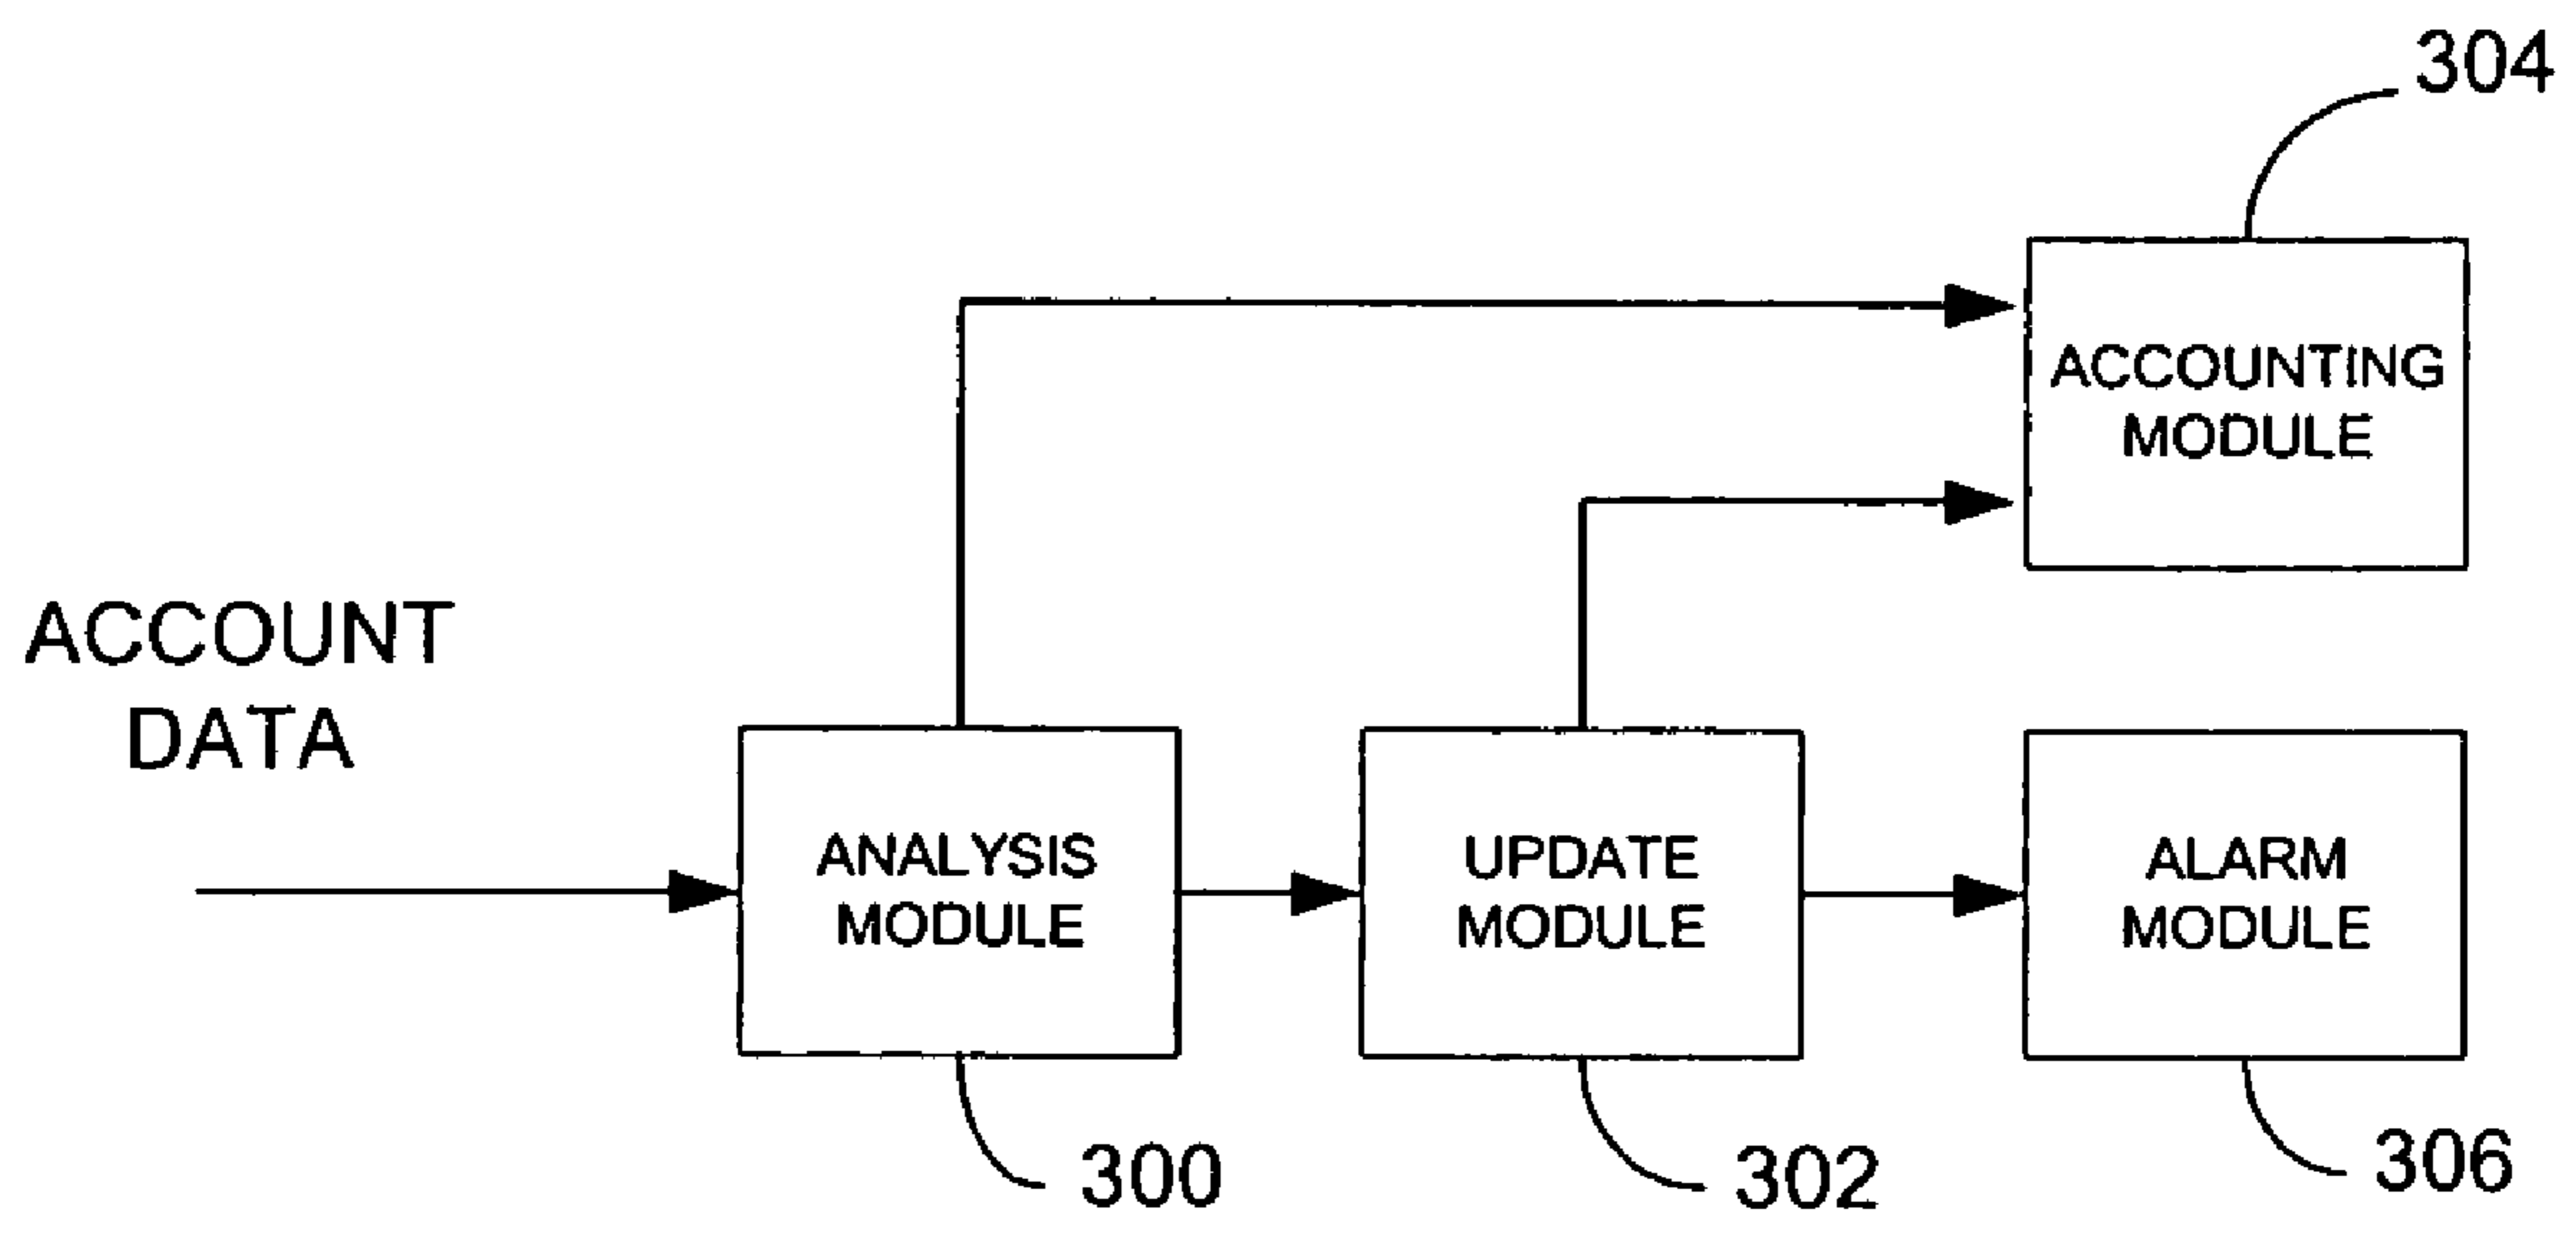 304
ACCOUNTING
MODULE
ACCOUNT
DATA
ANALYSIS
MODULE
UPDATE
MODULE
ALARM
MODULE
300
302
306